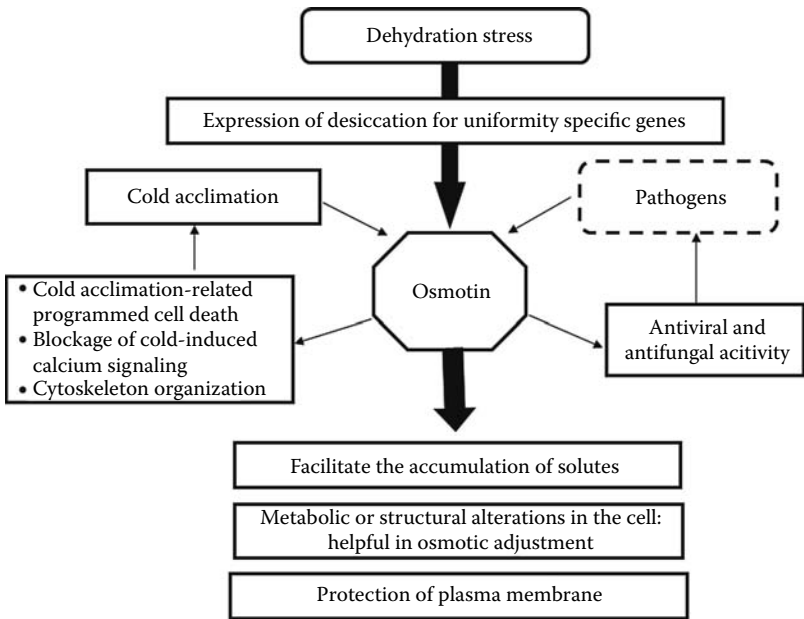 Dehydration stress
Expression of desiccation for uniformity specific genes
Cold acclimation
Pathogens
• Cold acclimation-related
programmed cell death
• Blockage of cold-induced
calcium signaling
• Cytoskeleton organization
Osmotin
Antiviral and
antifungal acitivity
Facilitate the accumulation of solutes
Metabolic or structural alterations in the cell:
helpful in osmotic adjustment
Protection of plasma membrane